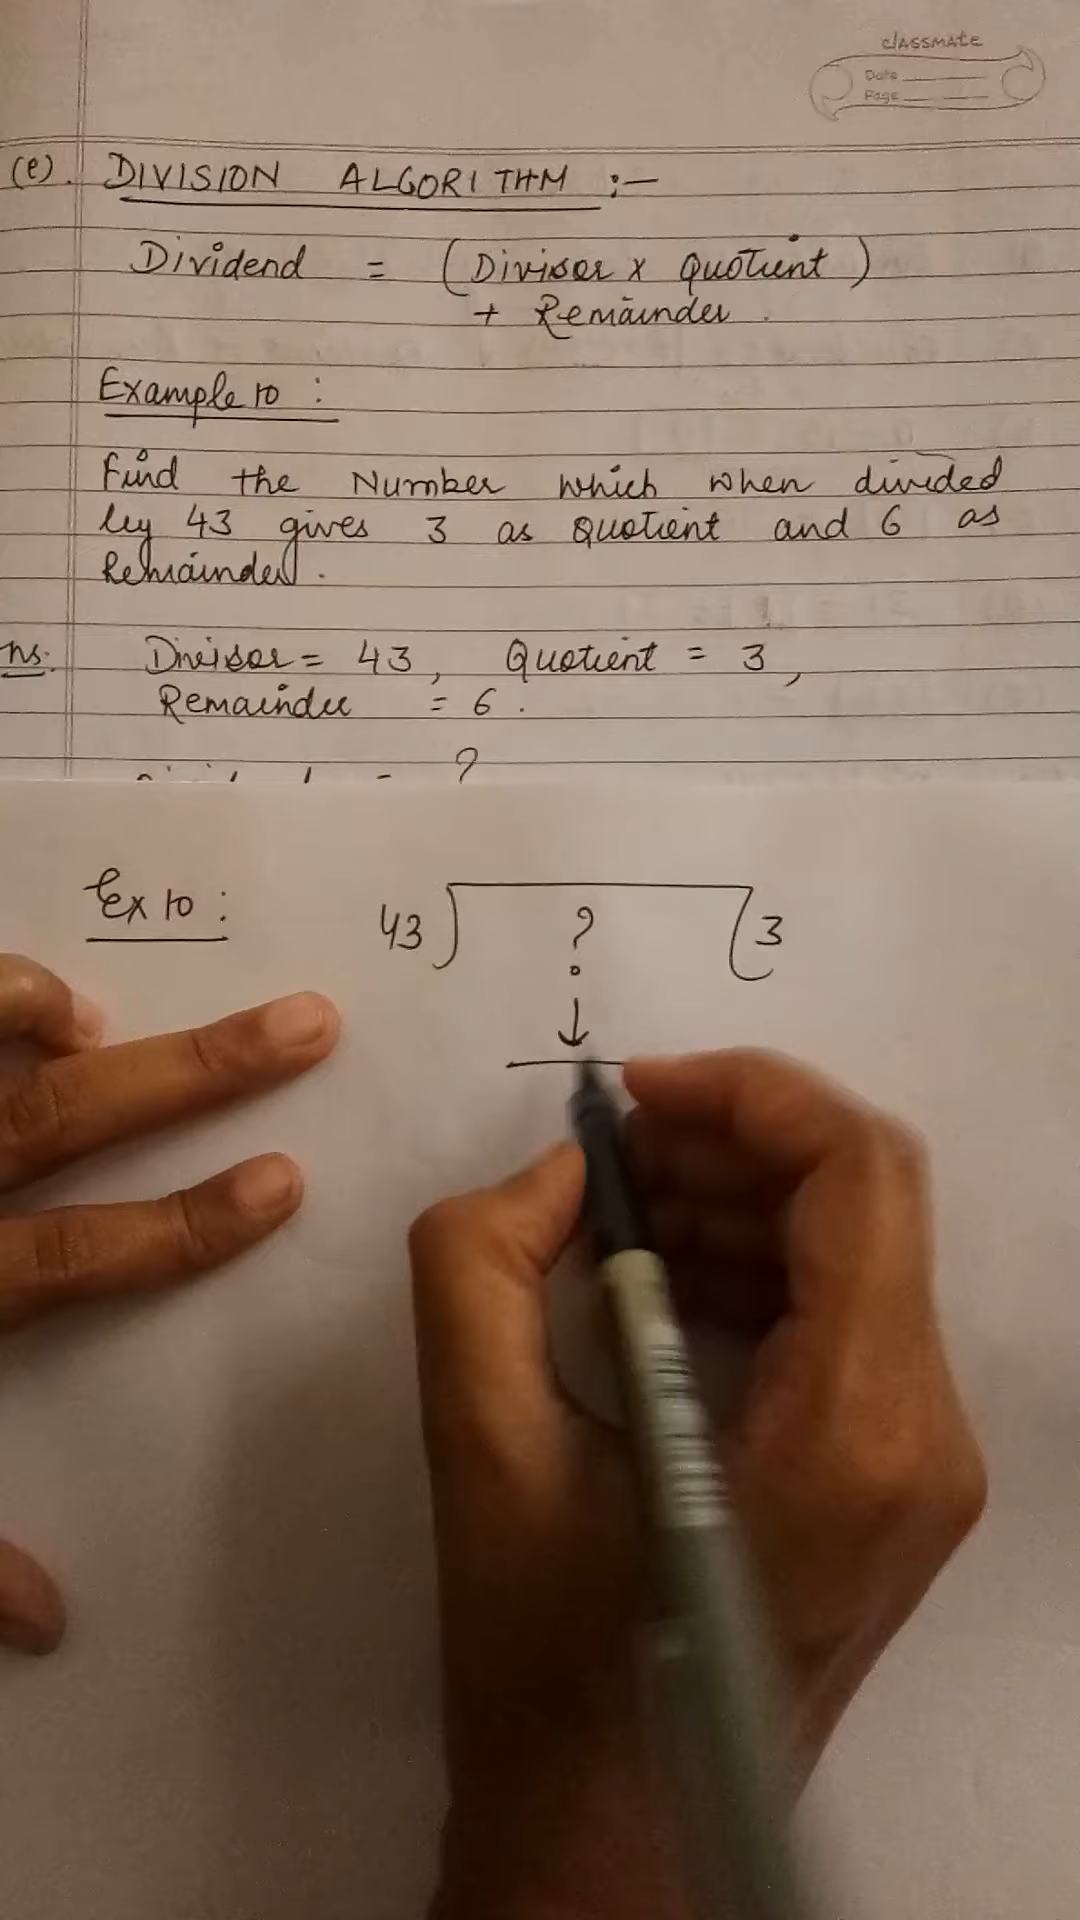 classmate
Date
Page
(e). DIVISION ALGORITHM :-
Dividend = (Divisor x Quotient)
+ Remainder.
Example 10 :
Find the Number which when divided
by 43 gives 3 as Quotient and 6 as
Remainder.
ns. Divisor = 43, Quotient = 3,
Remainder = 6.
= ?
Ex 10 :
43 ) ? ( 3